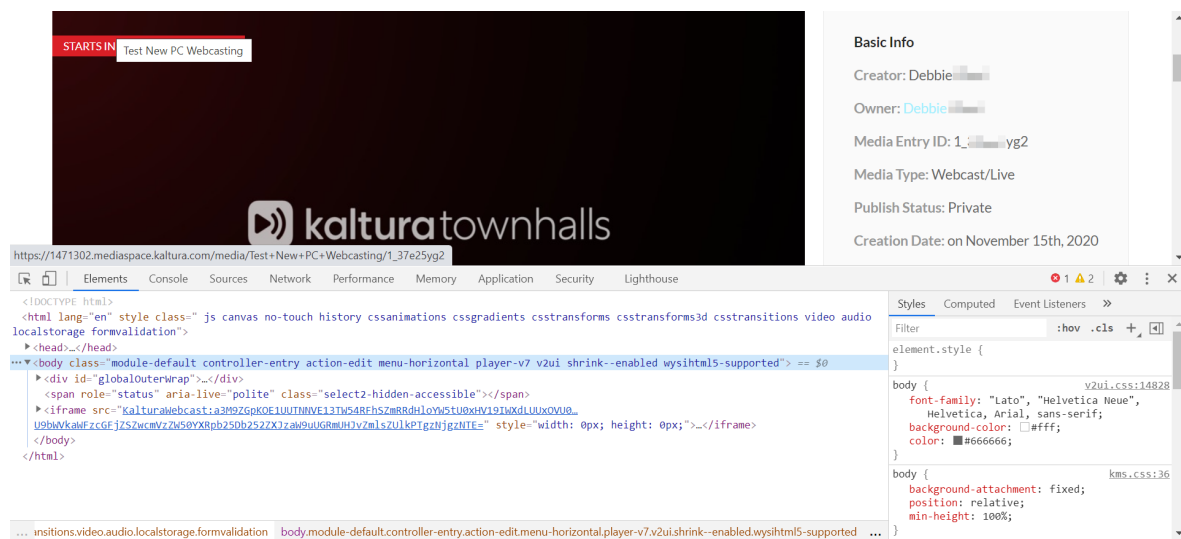 STARTS IN
Test New PC Webcasting
kaltura townhalls
https://1471302.mediaspace.kaltura.com/media/Test+New+PC+Webcasting/1_37e25yg2
Basic Info
Creator: Debbie
Owner: Debbie
Media Entry ID: 1_ yg2
Media Type: Webcast/Live
Publish Status: Private
Creation Date: on November 15th, 2020
Elements Console Sources Network Performance Memory Application Security Lighthouse 1 2
<!DOCTYPE html>
<html lang="en" style class=" js canvas no-touch history cssanimations cssgradients csstransforms csstransforms3d csstransitions video audio
localstorage formvalidation">
<head>…</head>
<body class="module-default controller-entry action-edit menu-horizontal player-v7 v2ui shrink--enabled wysihtml5-supported"> == $0
<div id="globalOuterWrap">…</div>
<span role="status" aria-live="polite" class="select2-hidden-accessible"></span>
<iframe src="KalturaWebcast:a3M9ZGpKOE1UUTNNVE13TW54RFhSZmRRdHloYW5tU0xHV19IWXdLUUxOVU0…
U9bWVkaWFzcGFjZSZwcmVzZW50YXRpb25Db252ZXJzaW9uUGRmUHJvZmlsZUlkPTgzNjgzNTE=" style="width: 0px; height: 0px;">…</iframe>
</body>
</html>
... ansitions.video.audio.localstorage.formvalidation body.module-default.controller-entry.action-edit.menu-horizontal.player-v7.v2ui.shrink--enabled.wysihtml5-supported ...
Styles Computed Event Listeners »
Filter :hov .cls +
element.style {
}
body { v2ui.css:14828
font-family: "Lato", "Helvetica Neue",
Helvetica, Arial, sans-serif;
background-color: #fff;
color: #666666;
}
body { kms.css:36
background-attachment: fixed;
position: relative;
min-height: 100%;
}